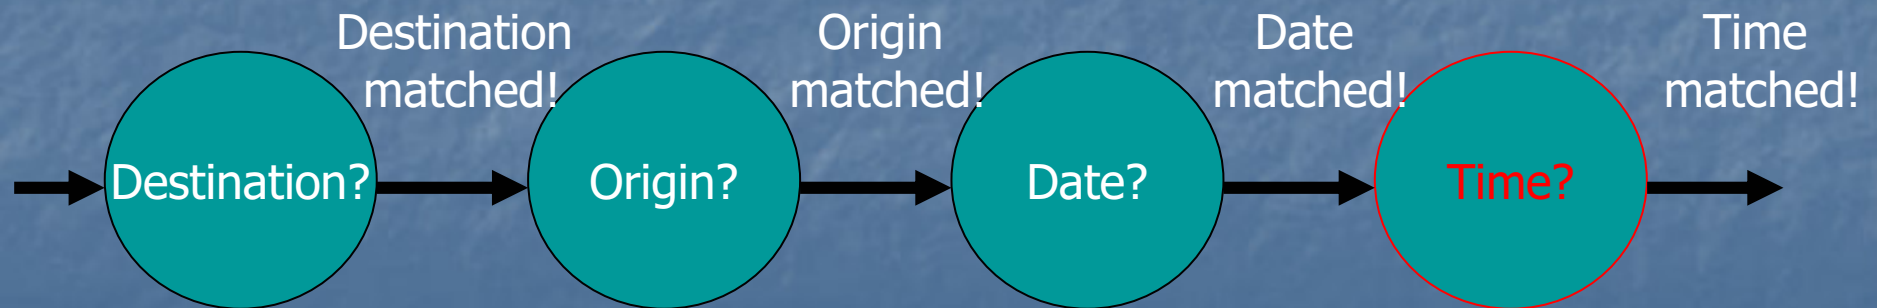 Destination
matched!
Origin
matched!
Date
matched!
Time
matched!
Destination?
Origin?
Date?
Time?